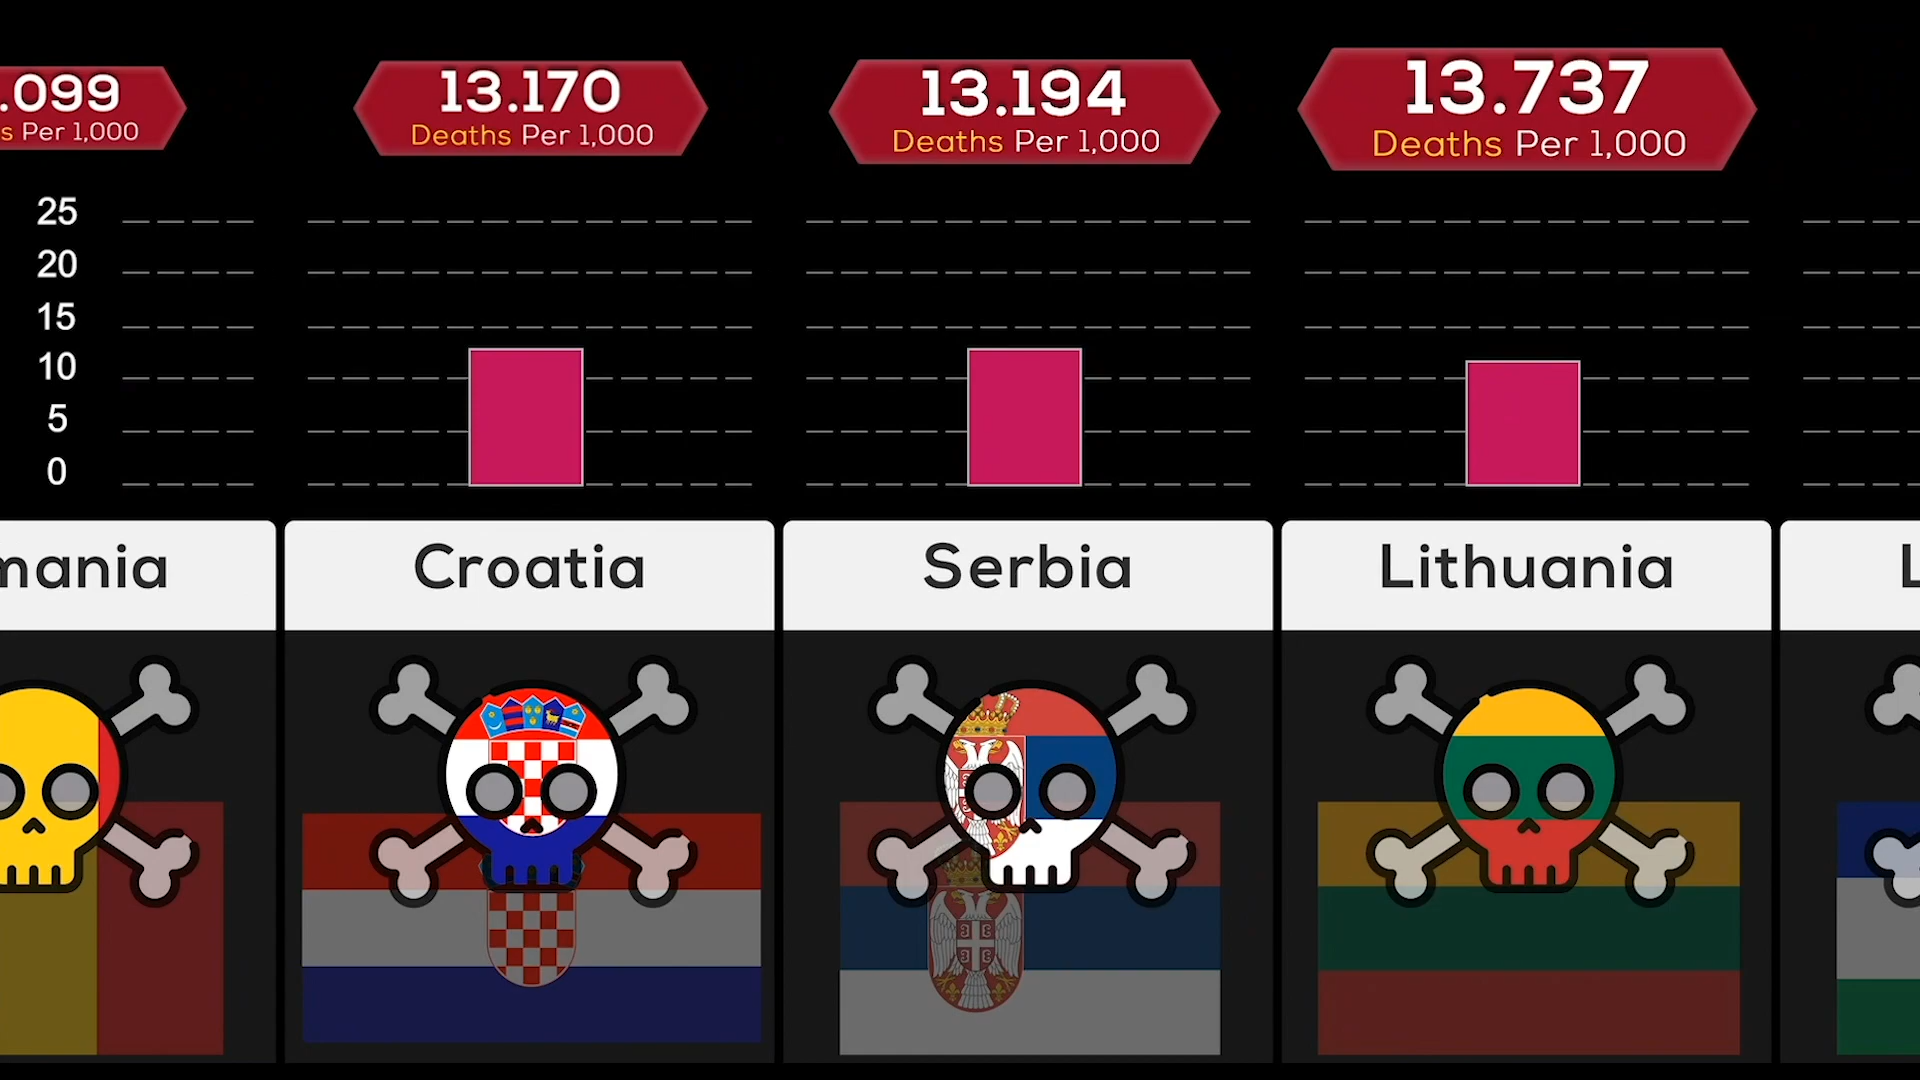 .099
s Per 1,000
13.170
Deaths Per 1,000
13.194
Deaths Per 1,000
13.737
Deaths Per 1,000
25
20
15
10
5
0
mania
Croatia
Serbia
Lithuania
L